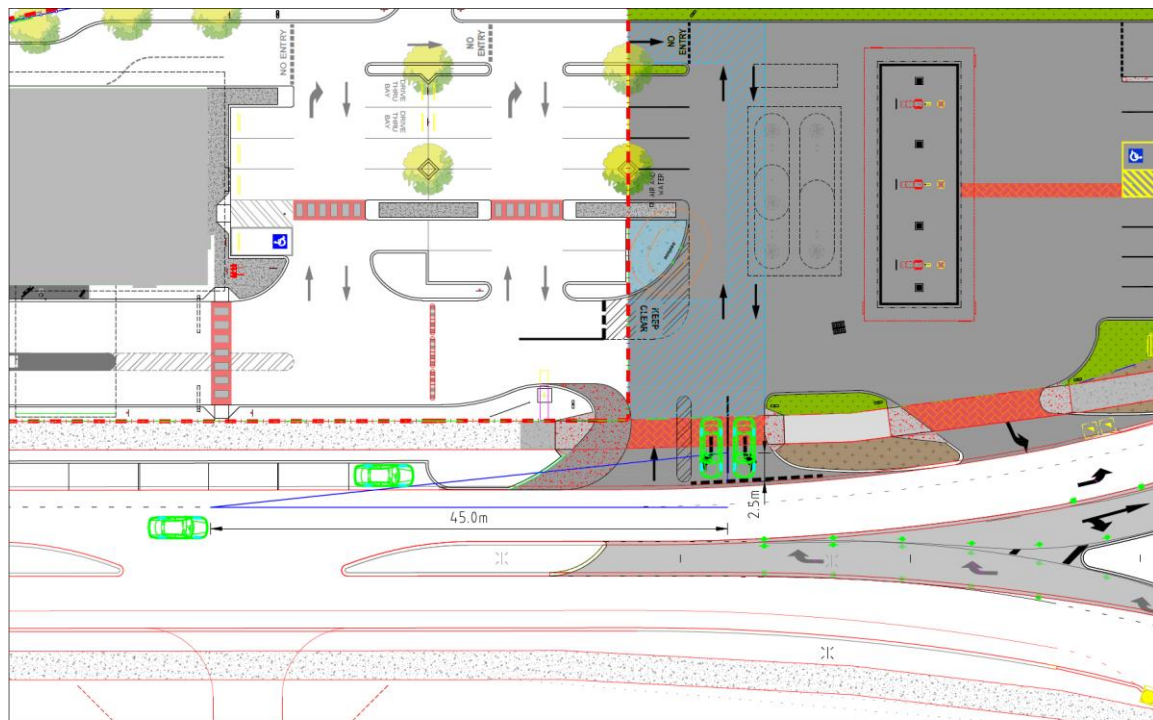 NO ENTRY
NO
ENTRY
NO
ENTRY
DRIVE
THRU
BAY
DRIVE
THRU
BAY
AIR AND
WATER
KEEP
CLEAR
45.0m
2.5m